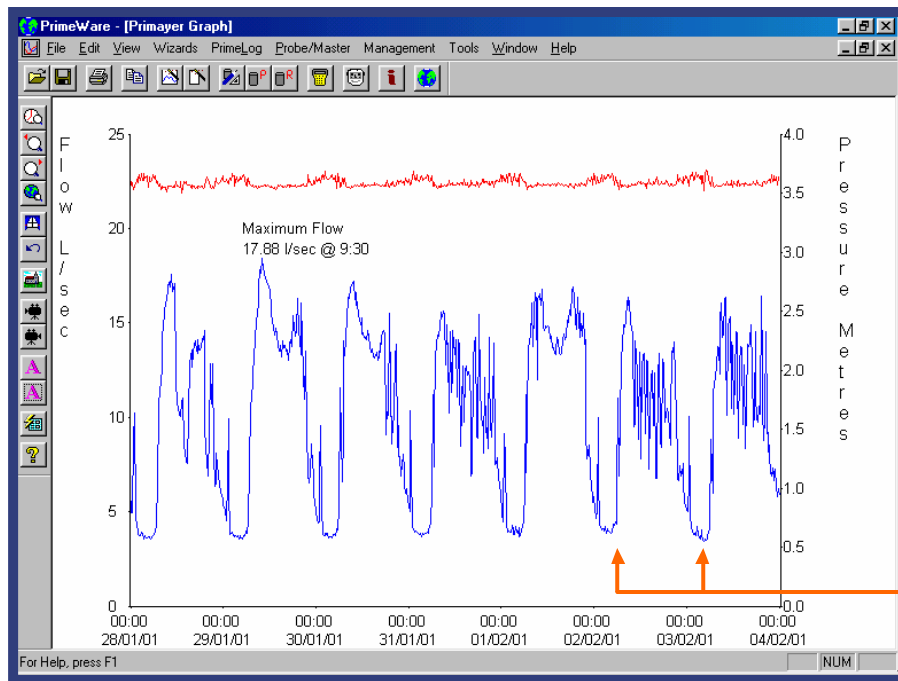 PrimeWare - [Primayer Graph]
File Edit View Wizards PrimeLog Probe/Master Management Tools Window Help
P R i
Flow L/sec
25
20
15
10
5
0
Maximum Flow
17.88 l/sec @ 9:30
4.0
3.5
3.0
2.5
2.0
1.5
1.0
0.5
0.0
Pressure Metres
00:00 00:00 00:00 00:00 00:00 00:00 00:00 00:00
28/01/01 29/01/01 30/01/01 31/01/01 01/02/01 02/02/01 03/02/01 04/02/01
A
A
?
For Help, press F1
NUM